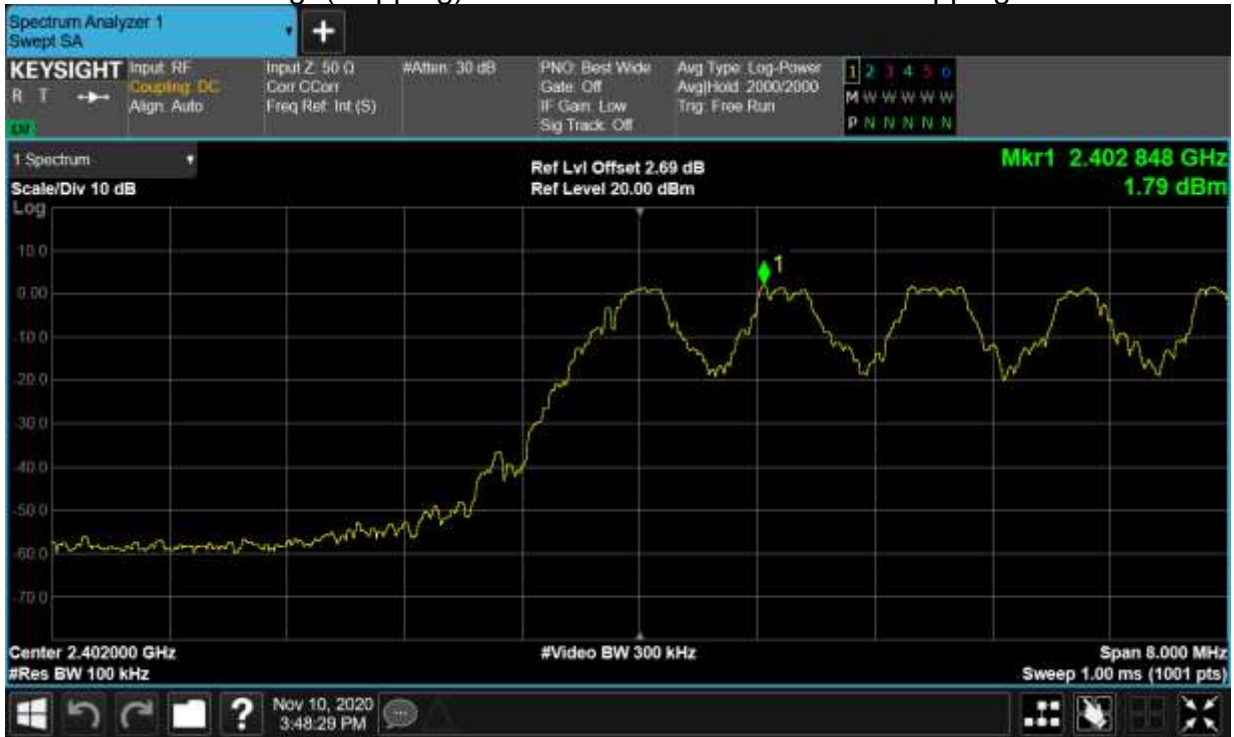 Spectrum Analyzer 1
Swept SA
KEYSIGHT
R T
Input: RF
Coupling: DC
Align: Auto
Input Z: 50 Ω
Corr CCorr
Freq Ref: Int (S)
#Atten: 30 dB
PNO: Best Wide
Gate: Off
IF Gain: Low
Sig Track: Off
Avg Type: Log-Power
Avg|Hold: 2000/2000
Trig: Free Run
1 2 3 4 5 6
M W W W W W
P N N N N N
1 Spectrum
Scale/Div 10 dB
Log
Ref Lvl Offset 2.69 dB
Ref Level 20.00 dBm
Mkr1 2.402 848 GHz
1.79 dBm
1
10.0
0.00
-10.0
-20.0
-30.0
-40.0
-50.0
-60.0
-70.0
Center 2.402000 GHz
#Res BW 100 kHz
#Video BW 300 kHz
Span 8.000 MHz
Sweep 1.00 ms (1001 pts)
?
Nov 10, 2020
3:48:29 PM